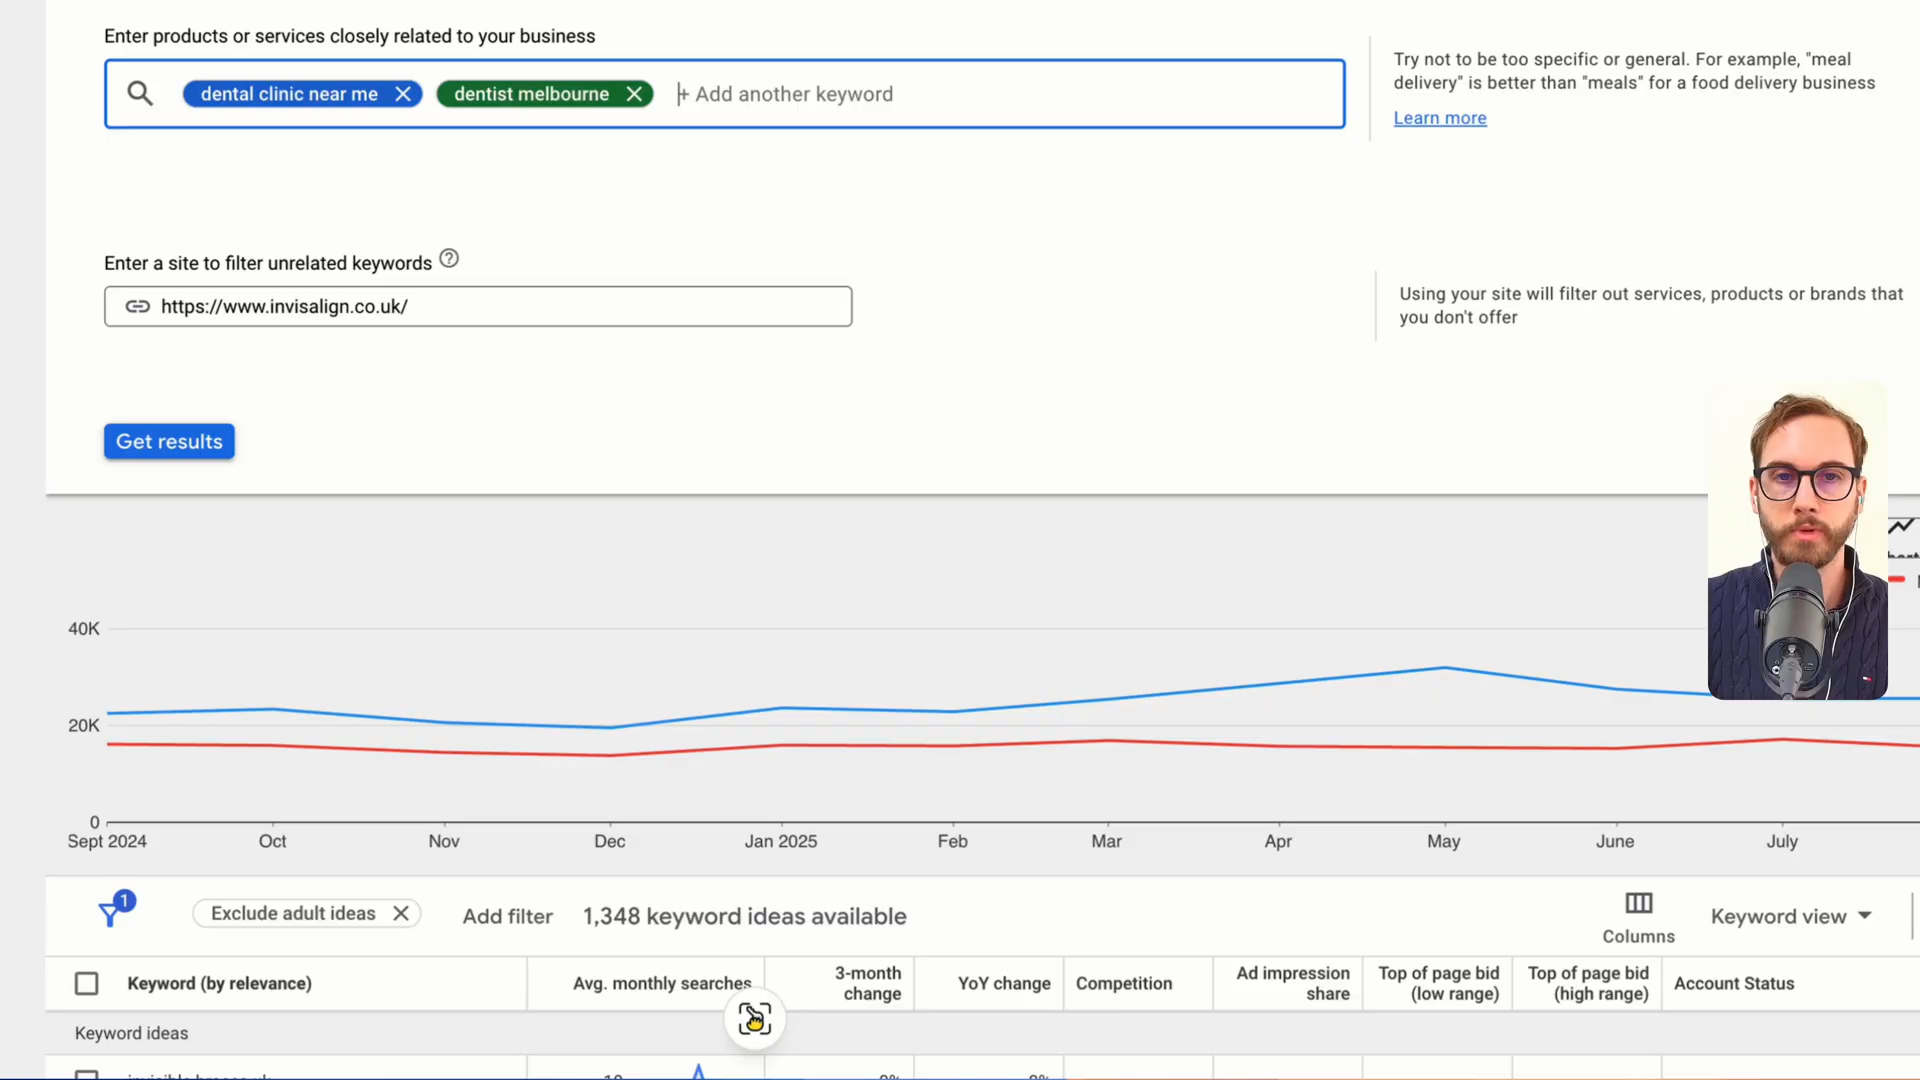 Enter products or services closely related to your business
dental clinic near me
dentist melbourne
+ Add another keyword
Try not to be too specific or general. For example, "meal
delivery" is better than "meals" for a food delivery business
Learn more
Enter a site to filter unrelated keywords
https://www.invisalign.co.uk/
Using your site will filter out services, products or brands that
you don't offer
Get results
40K
20K
0
Sept 2024
Oct
Nov
Dec
Jan 2025
Feb
Mar
Apr
May
June
July
1
Exclude adult ideas
Add filter
1,348 keyword ideas available
Columns
Keyword view
Keyword (by relevance)
Avg. monthly searches
3-month
change
YoY change
Competition
Ad impression
share
Top of page bid
(low range)
Top of page bid
(high range)
Account Status
Keyword ideas